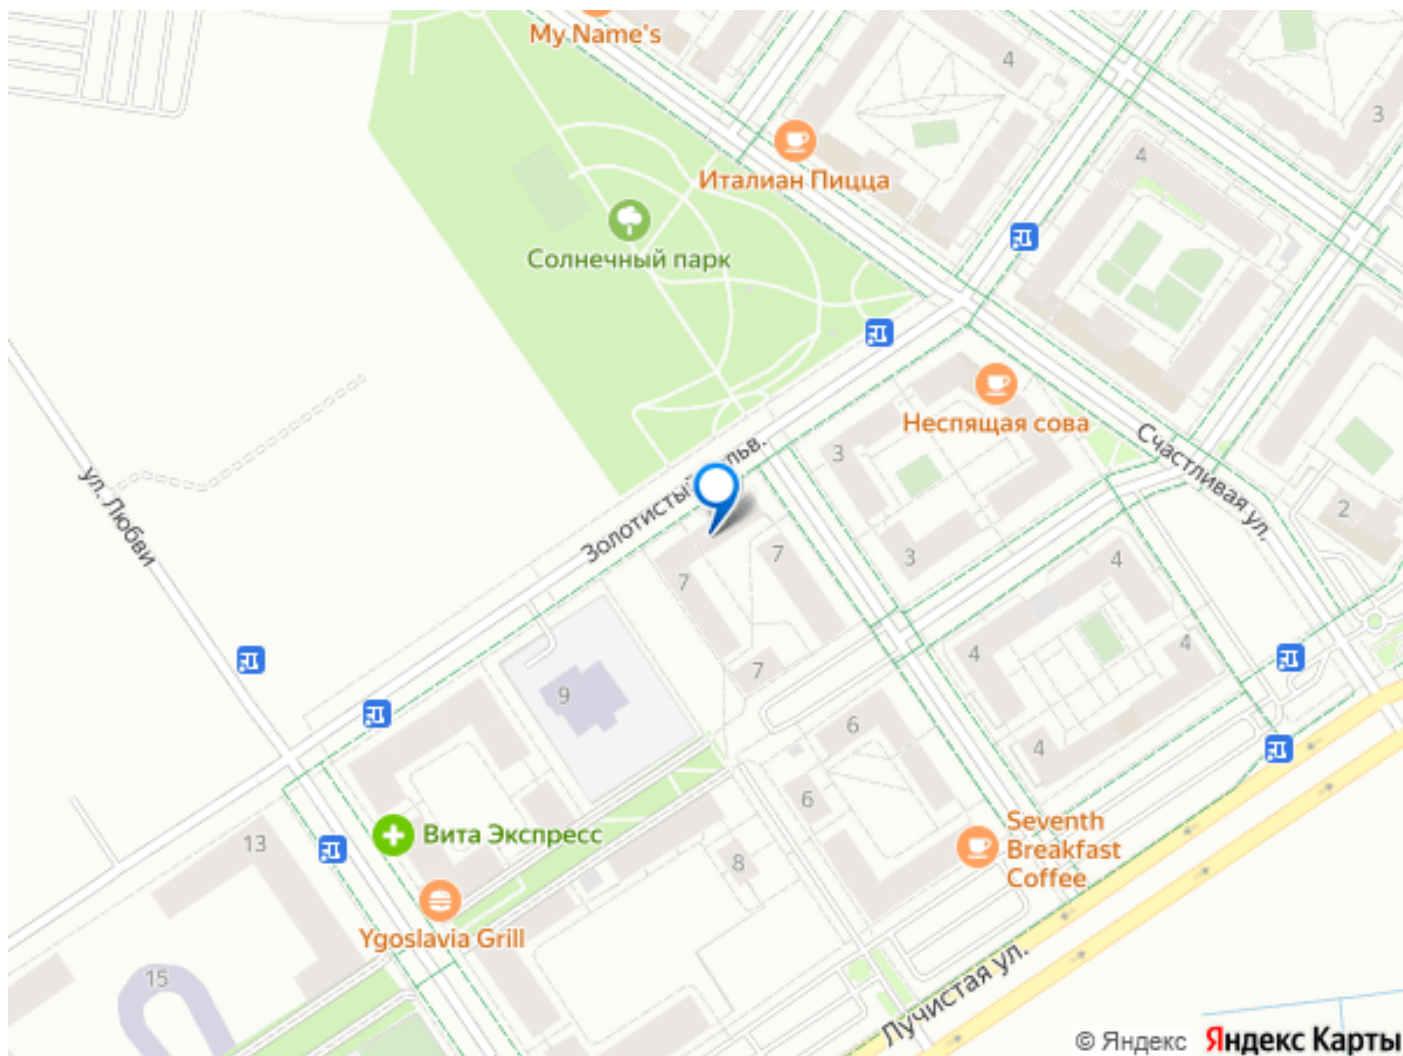 My Name's
4
3
Италиан Пицца
4
Солнечный парк
Неспящая сова
3
Счастливая ул.
2
ул. Любви
Золотистый бульв.
7
7
3
4
7
4
4
9
6
4
6
Вита Экспресс
13
8
Seventh
Breakfast
Coffee
Ygoslavia Grill
15
Лучистая ул.
© Яндекс Яндекс Карты